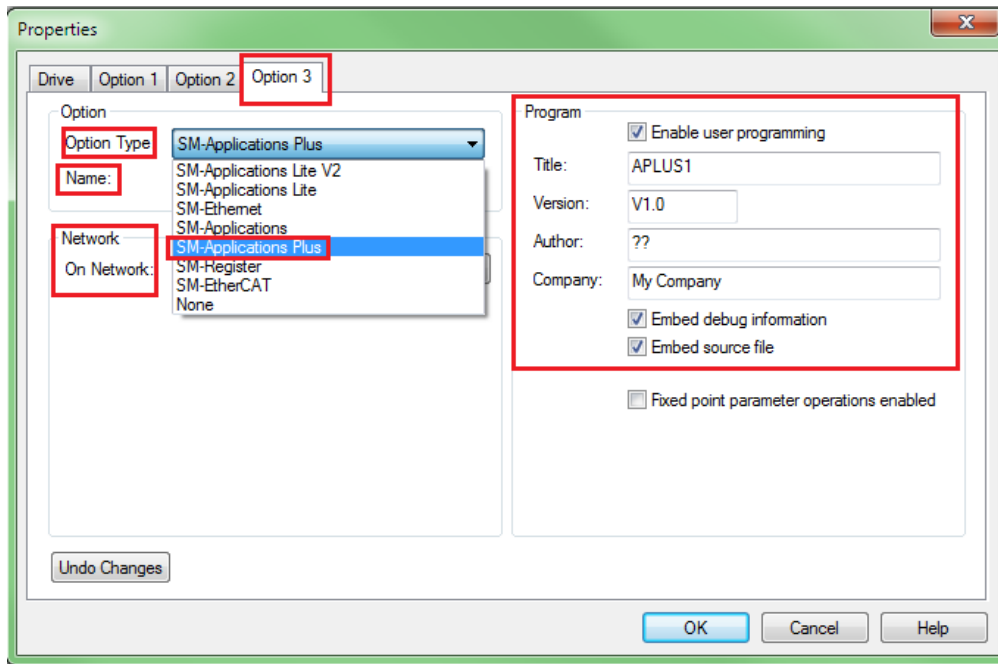 Properties
Drive Option 1 Option 2 Option 3
Option
Option Type SM-Applications Plus
SM-Applications Lite V2
SM-Applications Lite
SM-Ethernet
SM-Applications
SM-Applications Plus
SM-Register
SM-EtherCAT
None
Name:
Network
On Network:
Program
Enable user programming
Title: APLUS1
Version: V1.0
Author: ??
Company: My Company
Embed debug information
Embed source file
Fixed point parameter operations enabled
Undo Changes
OK Cancel Help